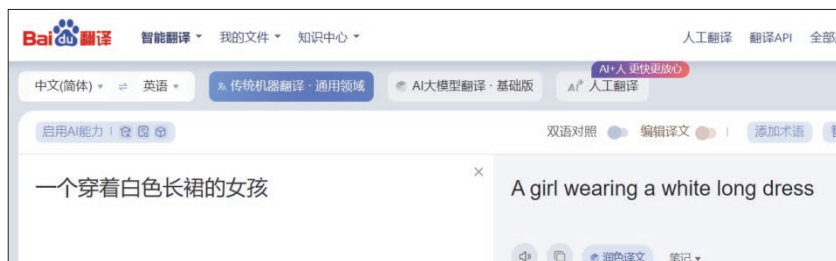 Bai du 翻译 智能翻译 我的文件 知识中心 人工翻译 翻译API 全部
AI+人 更快更放心
中文(简体) ⇌ 英语 传统机器翻译·通用领域 AI大模型翻译·基础版 AI+ 人工翻译
启用AI能力 双语对照 编辑译文 添加术语
一个穿着白色长裙的女孩 × A girl wearing a white long dress
润色译文 笔记